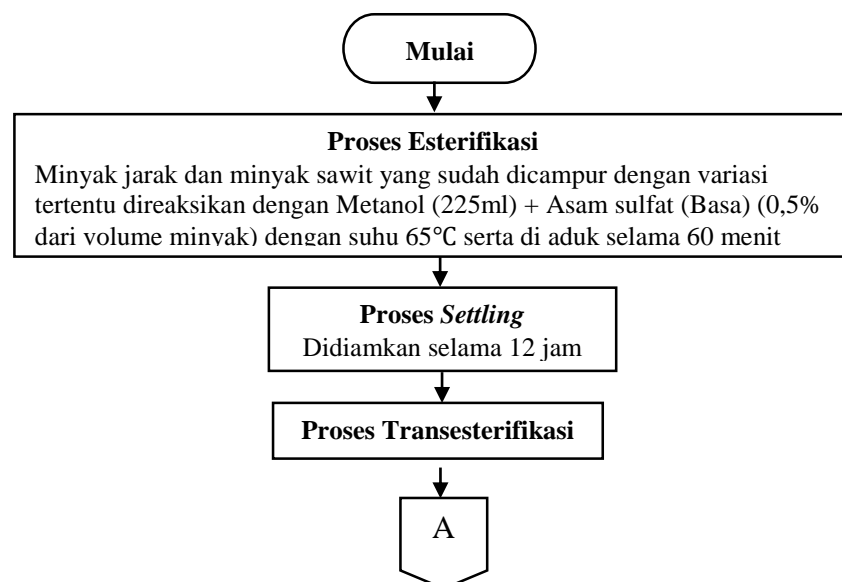 Mulai
Proses Esterifikasi
Minyak jarak dan minyak sawit yang sudah dicampur dengan variasi
tertentu direaksikan dengan Metanol (225ml) + Asam sulfat (Basa) (0,5%
dari volume minyak) dengan suhu 65℃ serta di aduk selama 60 menit
Proses Settling
Didiamkan selama 12 jam
Proses Transesterifikasi
A